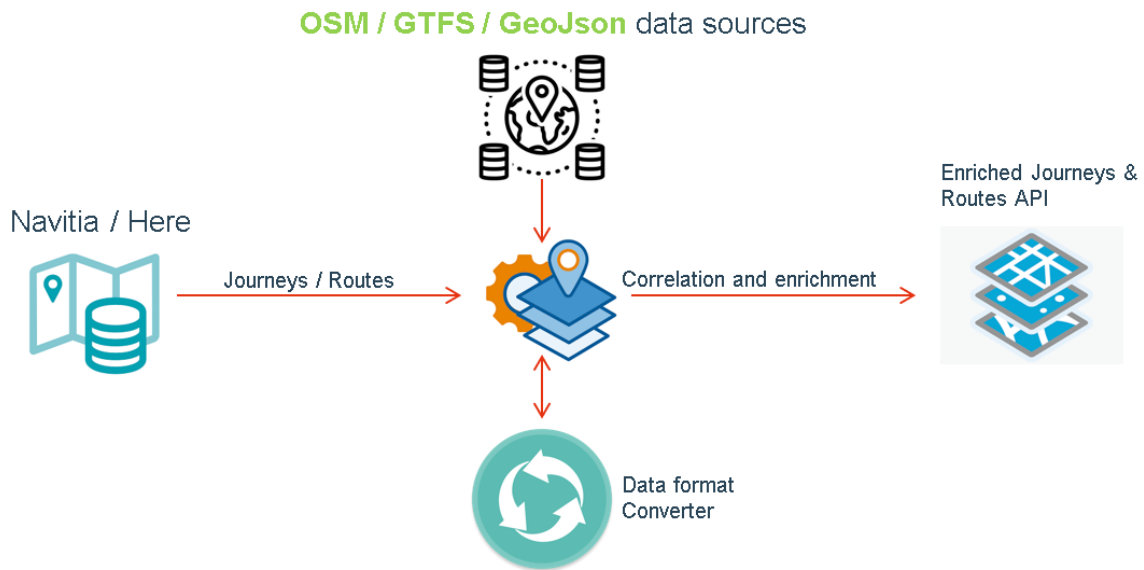 OSM / GTFS / GeoJson data sources
Enriched Journeys &
Routes API
Navitia / Here
Journeys / Routes
Correlation and enrichment
Data format
Converter